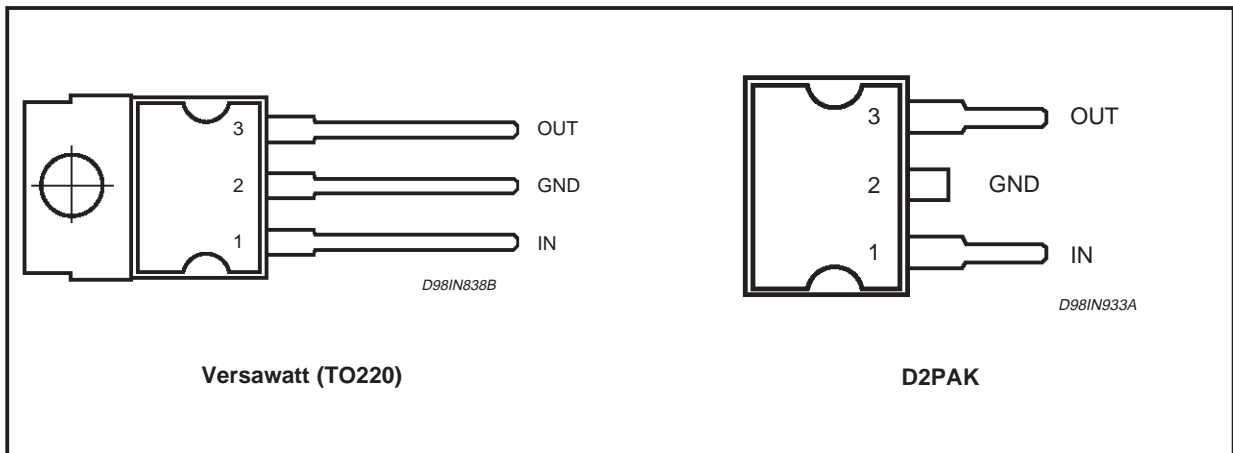 3 OUT
2 GND
1 IN
D98IN838B
Versawatt (TO220)
3 OUT
2 GND
1 IN
D98IN933A
D2PAK